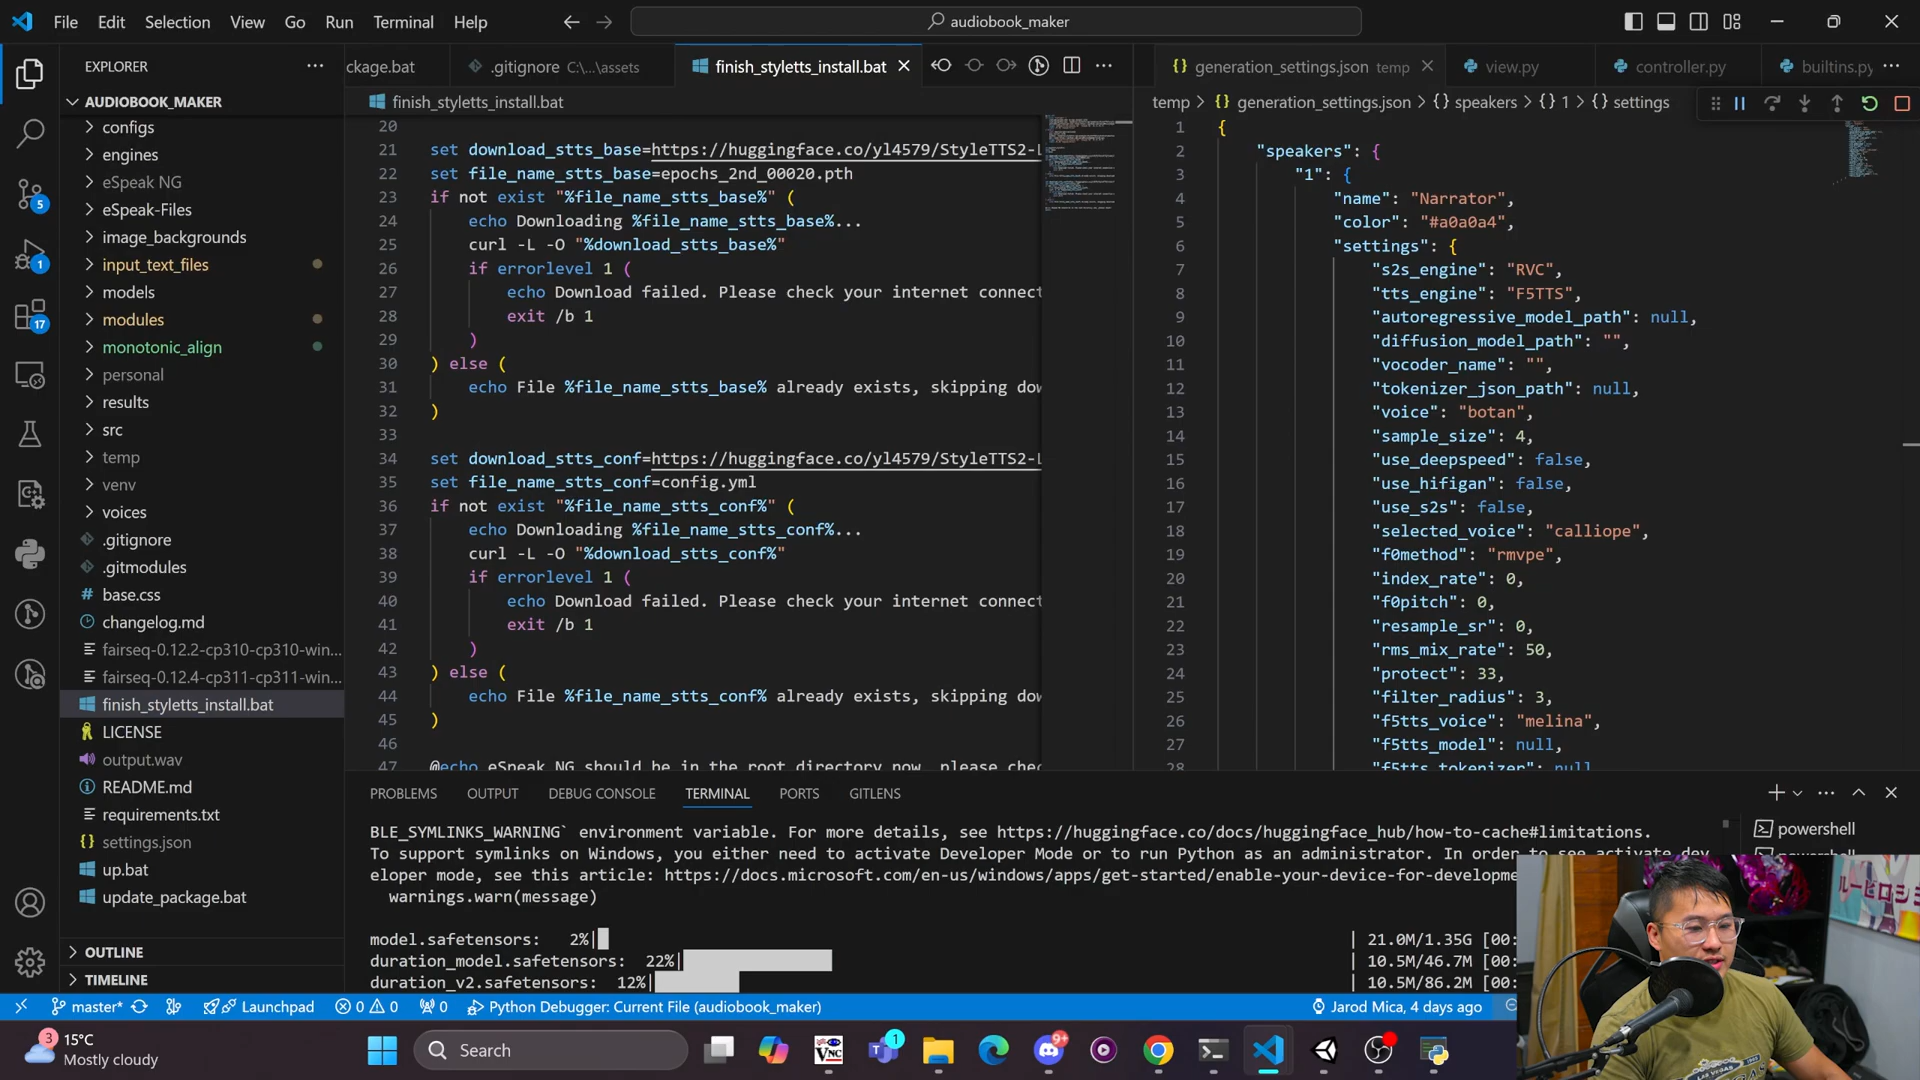 File Edit Selection View Go Run Terminal Help
audiobook_maker
EXPLORER
AUDIOBOOK_MAKER
configs
engines
eSpeak NG
eSpeak-Files
image_backgrounds
input_text_files
models
modules
monotonic_align
personal
results
src
temp
venv
voices
.gitignore
.gitmodules
base.css
changelog.md
fairseq-0.12.2-cp310-cp310-win...
fairseq-0.12.4-cp311-cp311-win...
finish_styletts_install.bat
LICENSE
output.wav
README.md
requirements.txt
settings.json
up.bat
update_package.bat
OUTLINE
TIMELINE
5
1
17
ckage.bat
.gitignore C:\...\assets
finish_styletts_install.bat
finish_styletts_install.bat
20
21 set download_stts_base=https://huggingface.co/yl4579/StyleTTS2-L
22 set file_name_stts_base=epochs_2nd_00020.pth
23 if not exist "%file_name_stts_base%" (
24 echo Downloading %file_name_stts_base%...
25 curl -L -O "%download_stts_base%"
26 if errorlevel 1 (
27 echo Download failed. Please check your internet connect
28 exit /b 1
29 )
30 ) else (
31 echo File %file_name_stts_base% already exists, skipping dow
32 )
33
34 set download_stts_conf=https://huggingface.co/yl4579/StyleTTS2-L
35 set file_name_stts_conf=config.yml
36 if not exist "%file_name_stts_conf%" (
37 echo Downloading %file_name_stts_conf%...
38 curl -L -O "%download_stts_conf%"
39 if errorlevel 1 (
40 echo Download failed. Please check your internet connect
41 exit /b 1
42 )
43 ) else (
44 echo File %file_name_stts_conf% already exists, skipping dow
45 )
46
47 @echo eSpeak NG should be in the root directory now, please chec
generation_settings.json temp
view.py
controller.py
builtins.py
temp > {} generation_settings.json > {} speakers > {} 1 > {} settings
1 {
2 "speakers": {
3 "1": {
4 "name": "Narrator",
5 "color": "#a0a0a4",
6 "settings": {
7 "s2s_engine": "RVC",
8 "tts_engine": "F5TTS",
9 "autoregressive_model_path": null,
10 "diffusion_model_path": "",
11 "vocoder_name": "",
12 "tokenizer_json_path": null,
13 "voice": "botan",
14 "sample_size": 4,
15 "use_deepspeed": false,
16 "use_hifigan": false,
17 "use_s2s": false,
18 "selected_voice": "calliope",
19 "f0method": "rmvpe",
20 "index_rate": 0,
21 "f0pitch": 0,
22 "resample_sr": 0,
23 "rms_mix_rate": 50,
24 "protect": 33,
25 "filter_radius": 3,
26 "f5tts_voice": "melina",
27 "f5tts_model": null,
28 "f5tts_tokenizer": null
PROBLEMS OUTPUT DEBUG CONSOLE TERMINAL PORTS GITLENS
BLE_SYMLINKS_WARNING` environment variable. For more details, see https://huggingface.co/docs/huggingface_hub/how-to-cache#limitations.
To support symlinks on Windows, you either need to activate Developer Mode or to run Python as an administrator. In order to see activate dev
eloper mode, see this article: https://docs.microsoft.com/en-us/windows/apps/get-started/enable-your-device-for-developme
warnings.warn(message)
model.safetensors: 2%| | 21.0M/1.35G [00:
duration_model.safetensors: 22%| | 10.5M/46.7M [00:
duration_v2.safetensors: 12%| | 10.5M/86.2M [00:
powershell
master* Launchpad 0 0 0 Python Debugger: Current File (audiobook_maker)
Jarod Mica, 4 days ago
3
15°C
Mostly cloudy
Search
1
9+